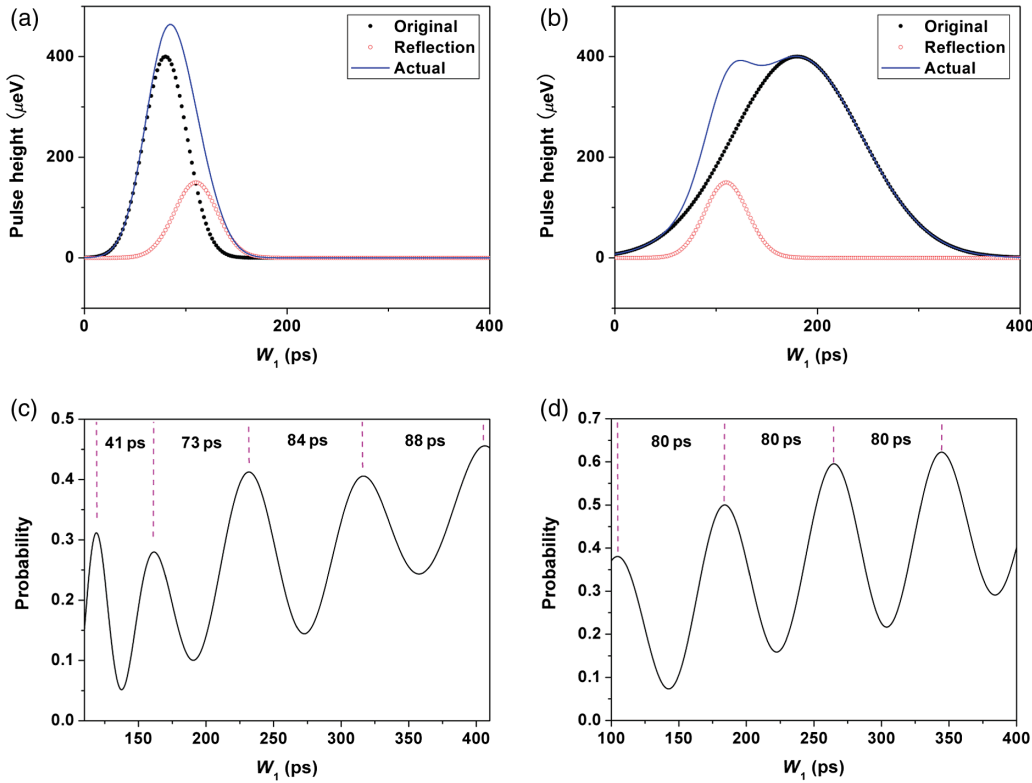 (a)
Original
Reflection
Actual
Pulse height (μeV)
400
200
0
0
200
400
W1 (ps)
(b)
Original
Reflection
Actual
Pulse height (μeV)
400
200
0
0
200
400
W1 (ps)
(c)
41 ps
73 ps
84 ps
88 ps
Probability
0.5
0.4
0.3
0.2
0.1
0.0
150
200
250
300
350
400
W1 (ps)
(d)
80 ps
80 ps
80 ps
Probability
0.7
0.6
0.5
0.4
0.3
0.2
0.1
0.0
100
150
200
250
300
350
400
W1 (ps)